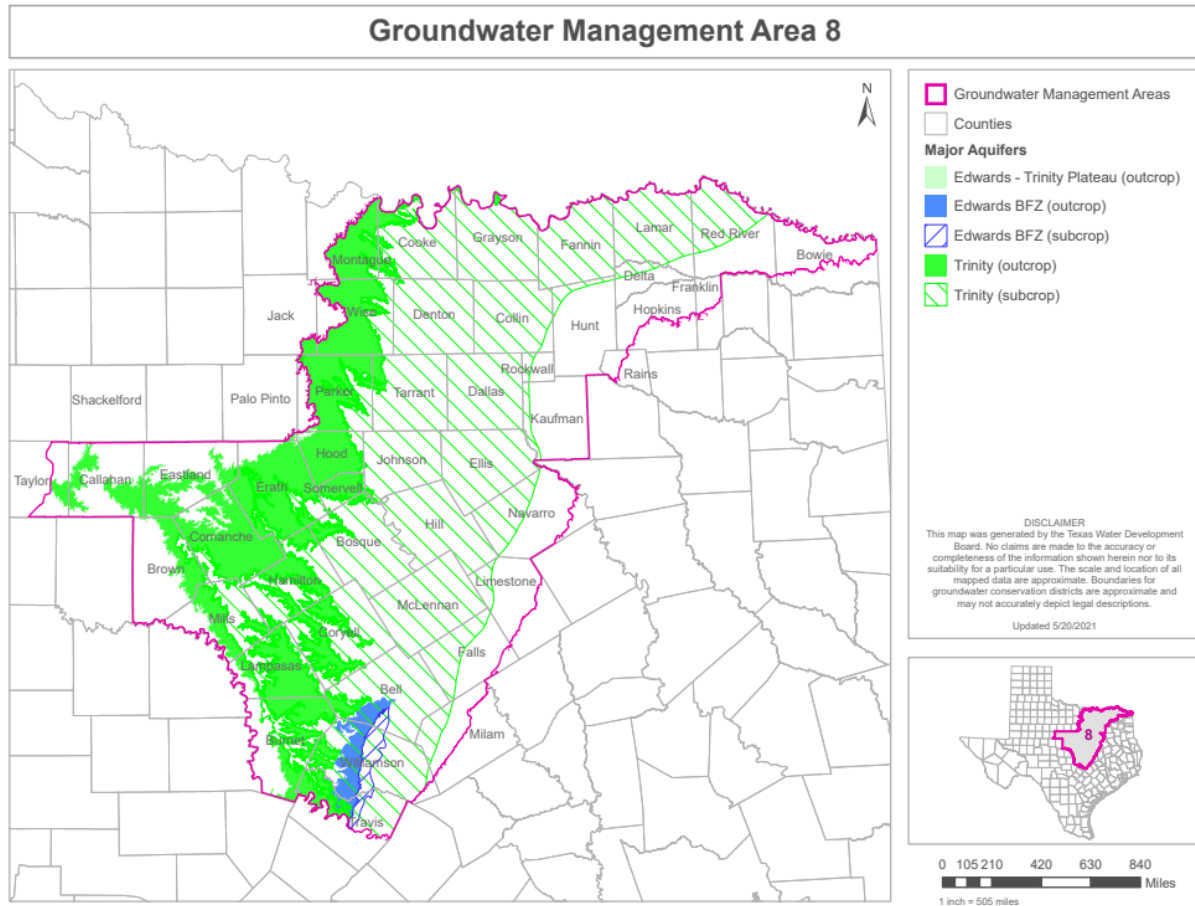 Groundwater Management Area 8
N
Cooke
Grayson
Fannin
Lamar
Red River
Bowie
Montague
Delta
Franklin
Hopkins
Jack
Wise
Denton
Collin
Hunt
Rockwall
Rains
Shackelford
Palo Pinto
Parker
Tarrant
Dallas
Kaufman
Taylor
Callahan
Eastland
Hood
Johnson
Ellis
Erath
Somervell
Navarro
Hill
Comanche
Bosque
Brown
Hamilton
Limestone
McLennan
Mills
Coryell
Lampasas
Falls
Bell
Milam
Burnet
Williamson
Travis
Groundwater Management Areas
Counties
Major Aquifers
Edwards - Trinity Plateau (outcrop)
Edwards BFZ (outcrop)
Edwards BFZ (subcrop)
Trinity (outcrop)
Trinity (subcrop)
DISCLAIMER
This map was generated by the Texas Water Development
Board. No claims are made to the accuracy or
completeness of the information shown herein nor to its
suitability for a particular use. The scale and location of all
mapped data are approximate. Boundaries for
groundwater conservation districts are approximate and
may not accurately depict legal descriptions.
Updated 5/20/2021
8
0 105 210 420 630 840
Miles
1 inch = 505 miles